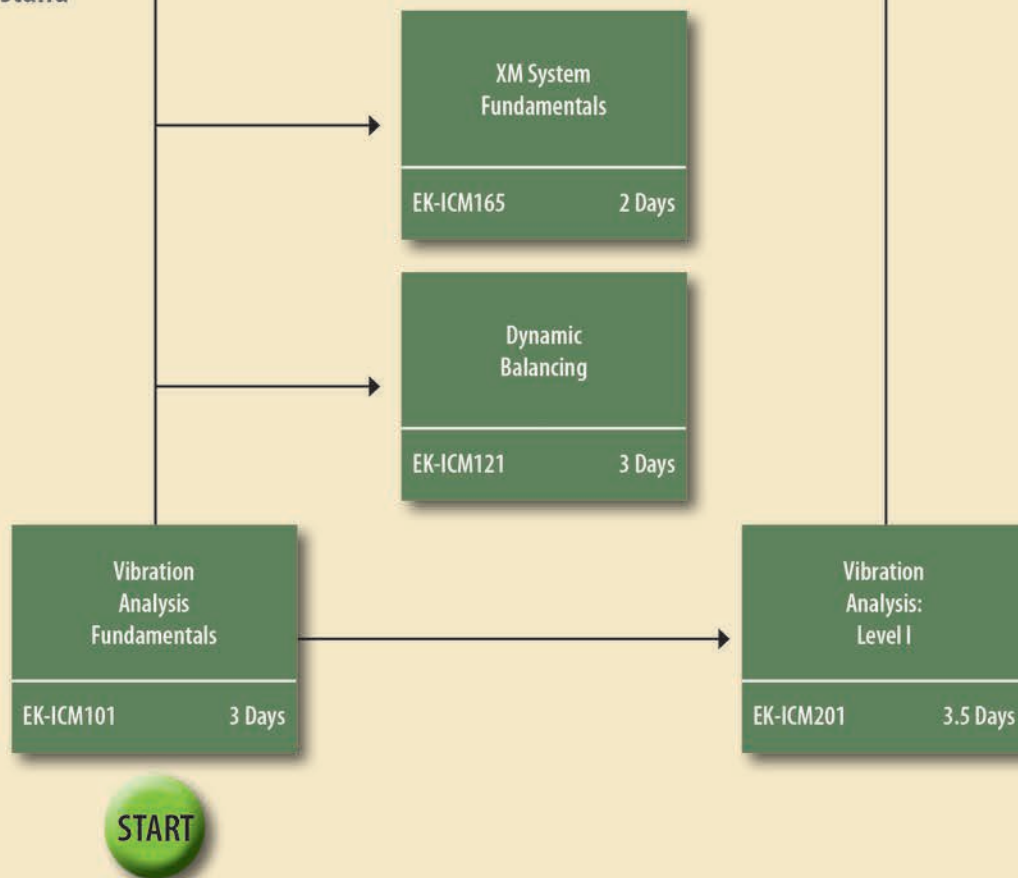 XM System
Fundamentals
EK-ICM165 2 Days
Dynamic
Balancing
EK-ICM121 3 Days
Vibration
Analysis
Fundamentals
EK-ICM101 3 Days
Vibration
Analysis:
Level I
EK-ICM201 3.5 Days
START